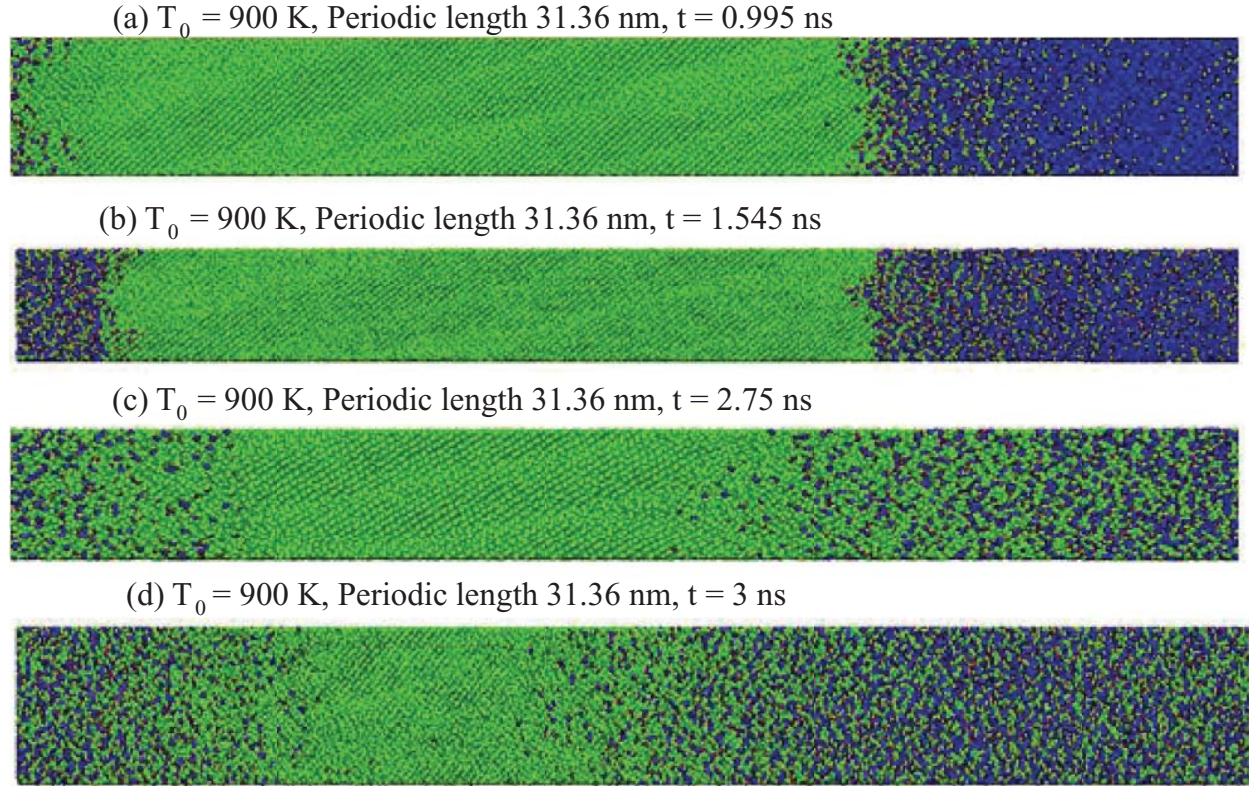 (a) T₀ = 900 K, Periodic length 31.36 nm, t = 0.995 ns
(b) T₀ = 900 K, Periodic length 31.36 nm, t = 1.545 ns
(c) T₀ = 900 K, Periodic length 31.36 nm, t = 2.75 ns
(d) T₀ = 900 K, Periodic length 31.36 nm, t = 3 ns